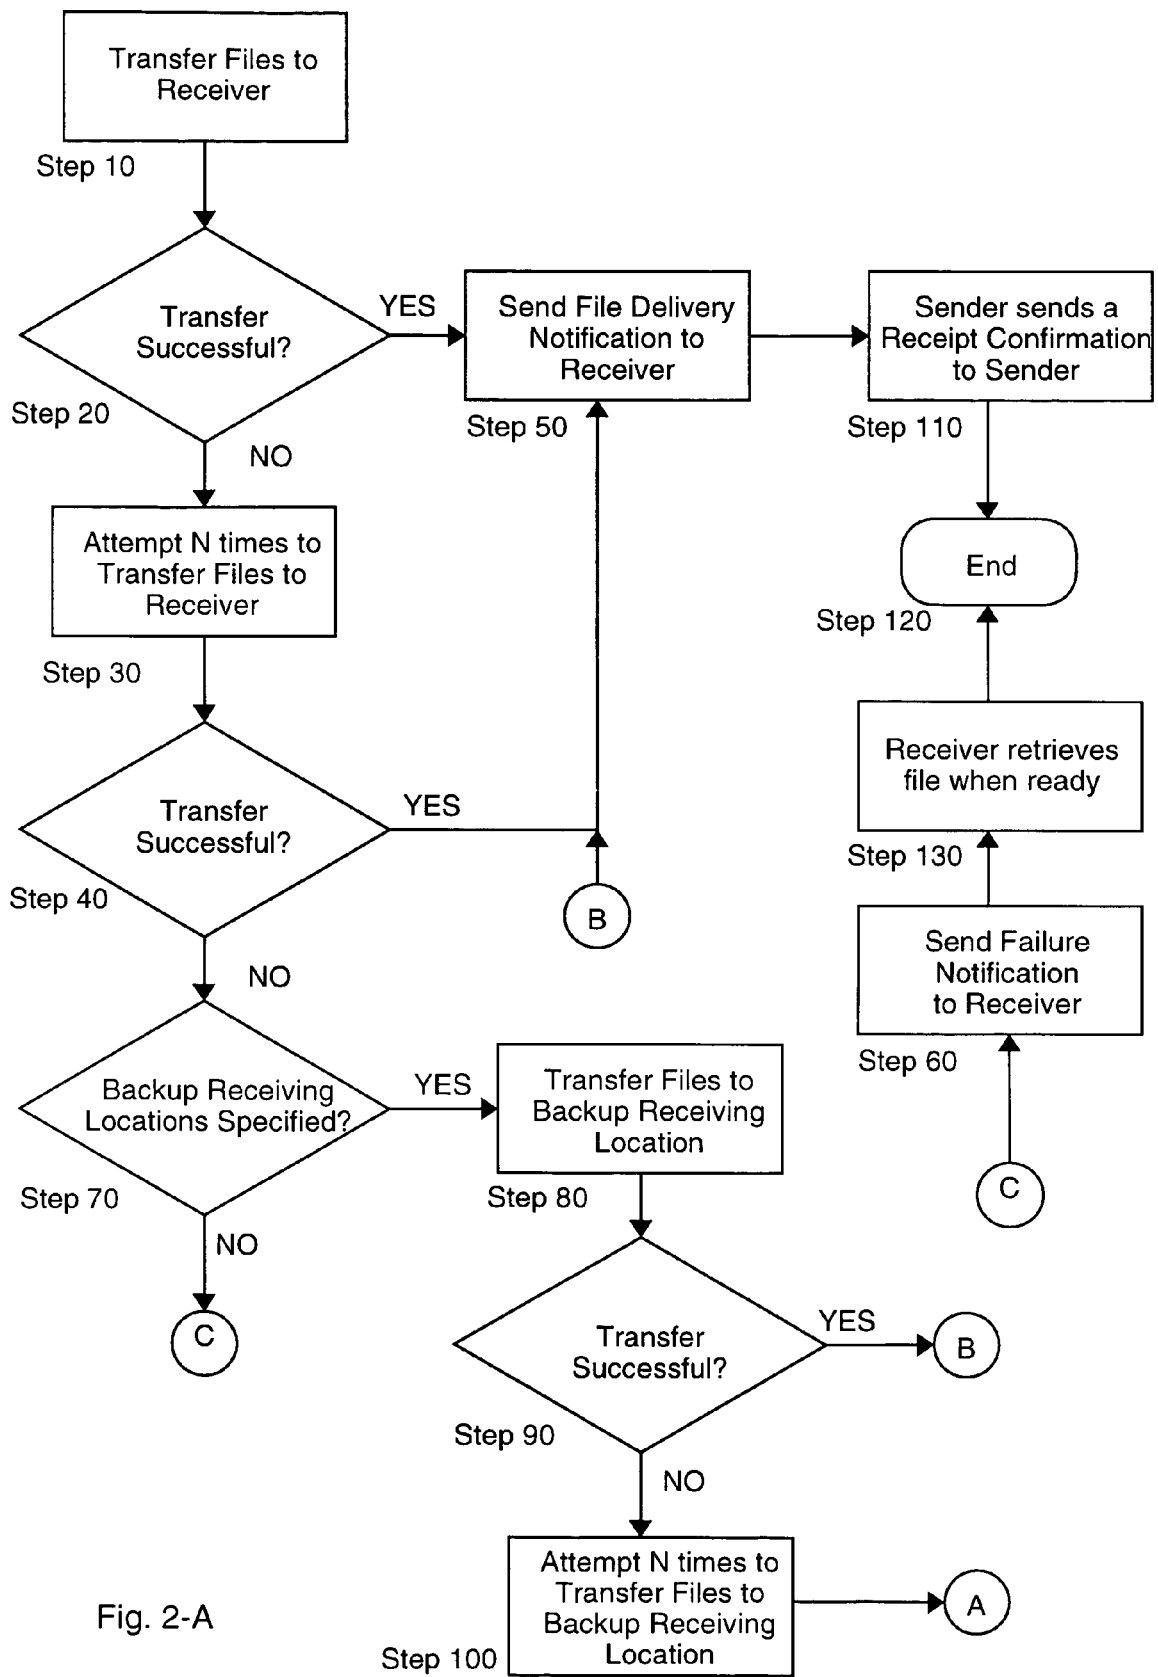 Transfer Files to
Receiver
Step 10
Transfer
Successful?
YES
Step 20
NO
Send File Delivery
Notification to
Receiver
Step 50
Sender sends a
Receipt Confirmation
to Sender
Step 110
End
Step 120
Attempt N times to
Transfer Files to
Receiver
Step 30
Transfer
Successful?
YES
Step 40
NO
B
Receiver retrieves
file when ready
Step 130
Send Failure
Notification
to Receiver
Step 60
C
Backup Receiving
Locations Specified?
YES
Step 70
NO
C
Transfer Files to
Backup Receiving
Location
Step 80
Transfer
Successful?
YES
B
Step 90
NO
Attempt N times to
Transfer Files to
Backup Receiving
Location
Step 100
A
Fig. 2-A